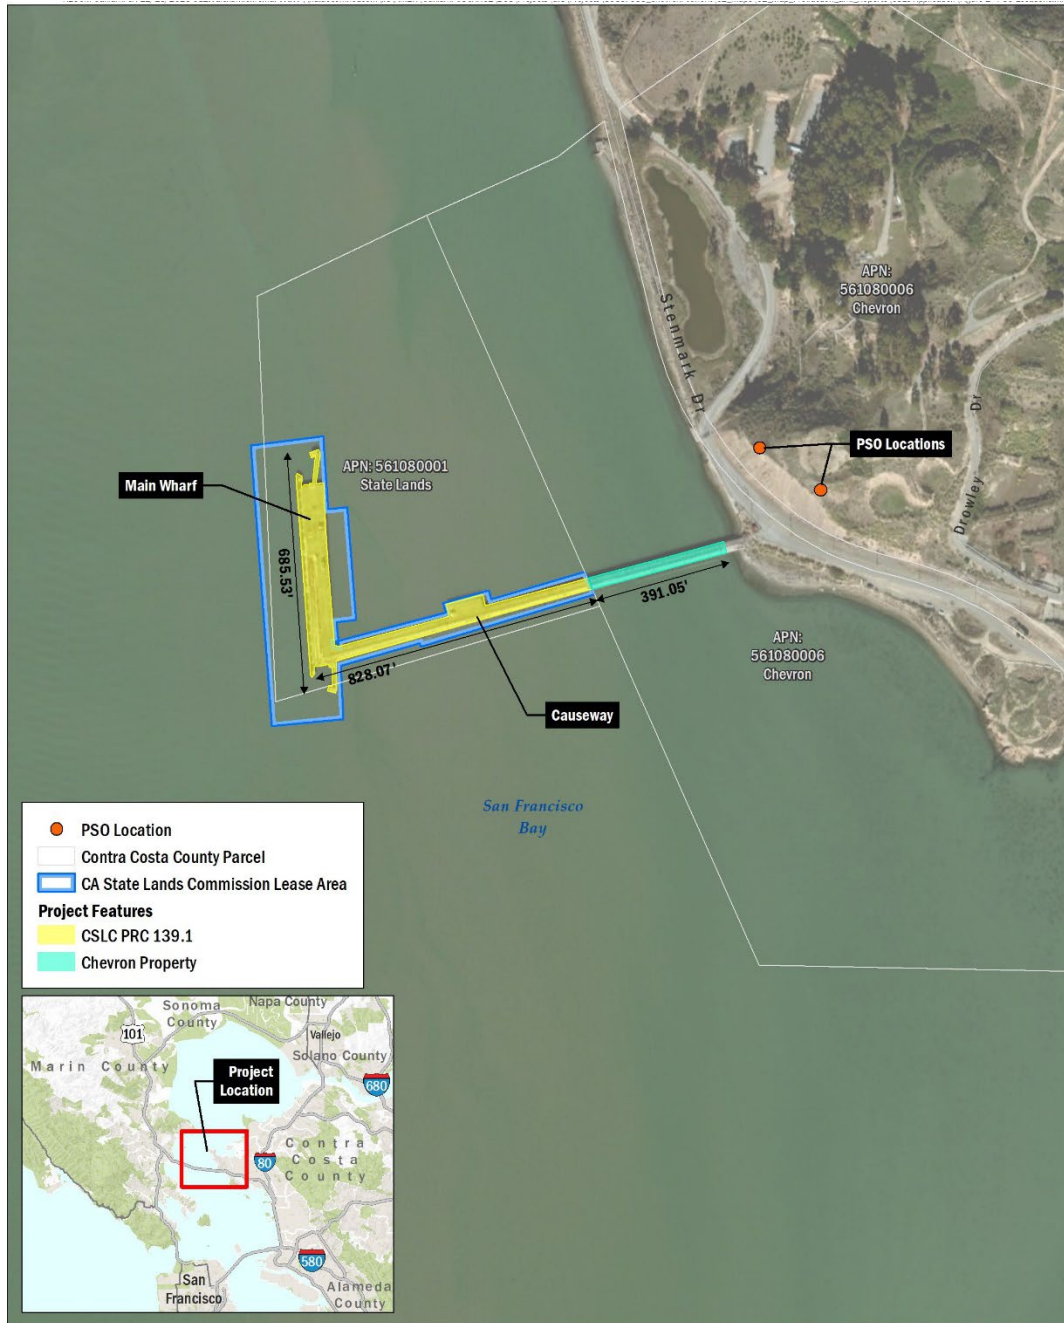 APN:
561080006
Chevron
Stenmark Dr
PSO Locations
Drowley Dr
APN: 561080001
State Lands
Main Wharf
685.53'
391.05'
828.07'
APN:
561080006
Chevron
Causeway
San Francisco
Bay
PSO Location
Contra Costa County Parcel
CA State Lands Commission Lease Area
Project Features
CSLC PRC 139.1
Chevron Property
Sonoma
County
Napa County
101
Vallejo
Solano County
Marin County
Project
Location
680
Contra
Costa
County
80
580
San
Francisco
Alameda
County